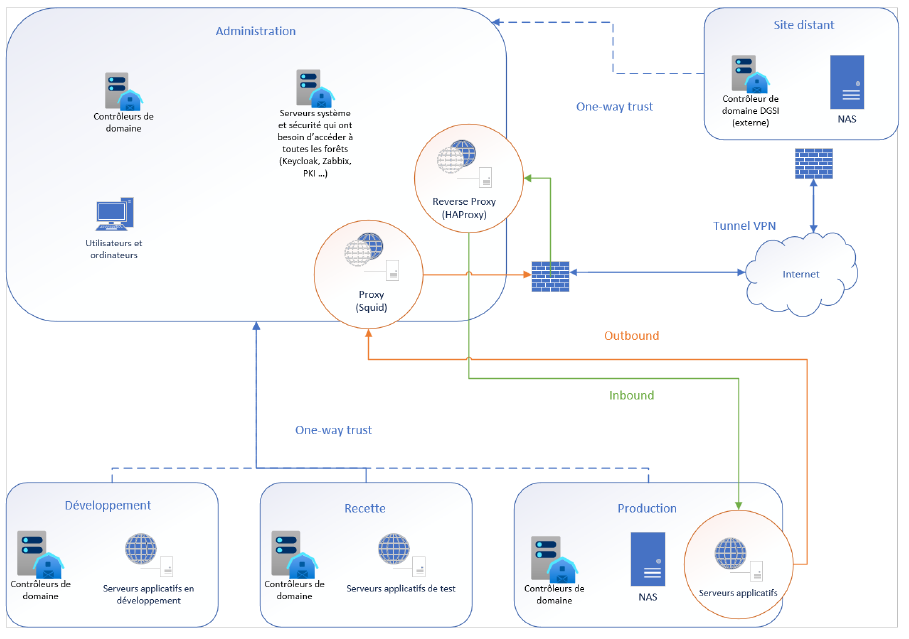 Administration
Site distant
Contrôleurs de
domaine
Serveurs système
et sécurité qui ont
besoin d'accéder à
toutes les forêts
(Keycloak, Zabbix,
PKI ...)
One-way trust
Contrôleur de
domaine DGSI
(externe)
NAS
Reverse Proxy
(HAProxy)
Utilisateurs et
ordinateurs
Tunnel VPN
Proxy
(Squid)
Internet
Outbound
Inbound
One-way trust
Développement
Contrôleurs de
domaine
Serveurs applicatifs en
développement
Recette
Contrôleurs de
domaine
Serveurs applicatifs de test
Production
Contrôleurs de
domaine
NAS
Serveurs applicatifs